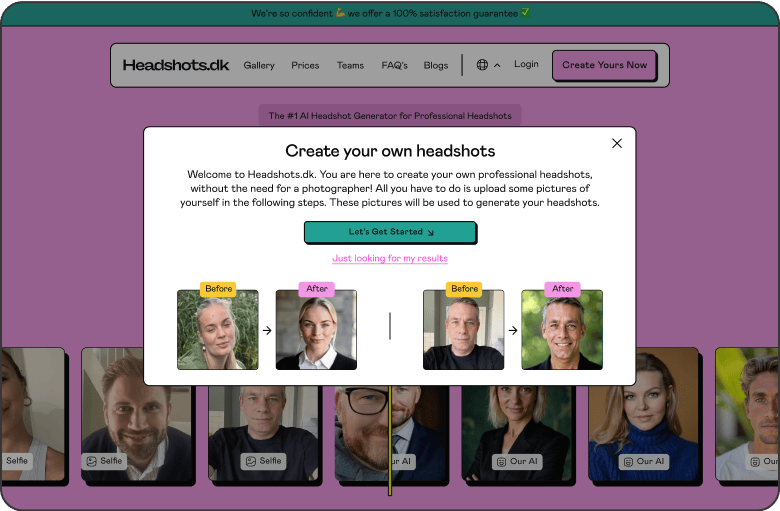 We're so confident 💪 we offer a 100% satisfaction guarantee ✅
Headshots.dk Gallery Prices Teams FAQ's Blogs Login Create Yours Now
The #1 AI Headshot Generator for Professional Headshots
Create your own headshots
Welcome to Headshots.dk. You are here to create your own professional headshots,
without the need for a photographer! All you have to do is upload some pictures of
yourself in the following steps. These pictures will be used to generate your headshots.
Let's Get Started
Just looking for my results
Before After Before After
Selfie Selfie Selfie ur AI Our AI Our AI Our